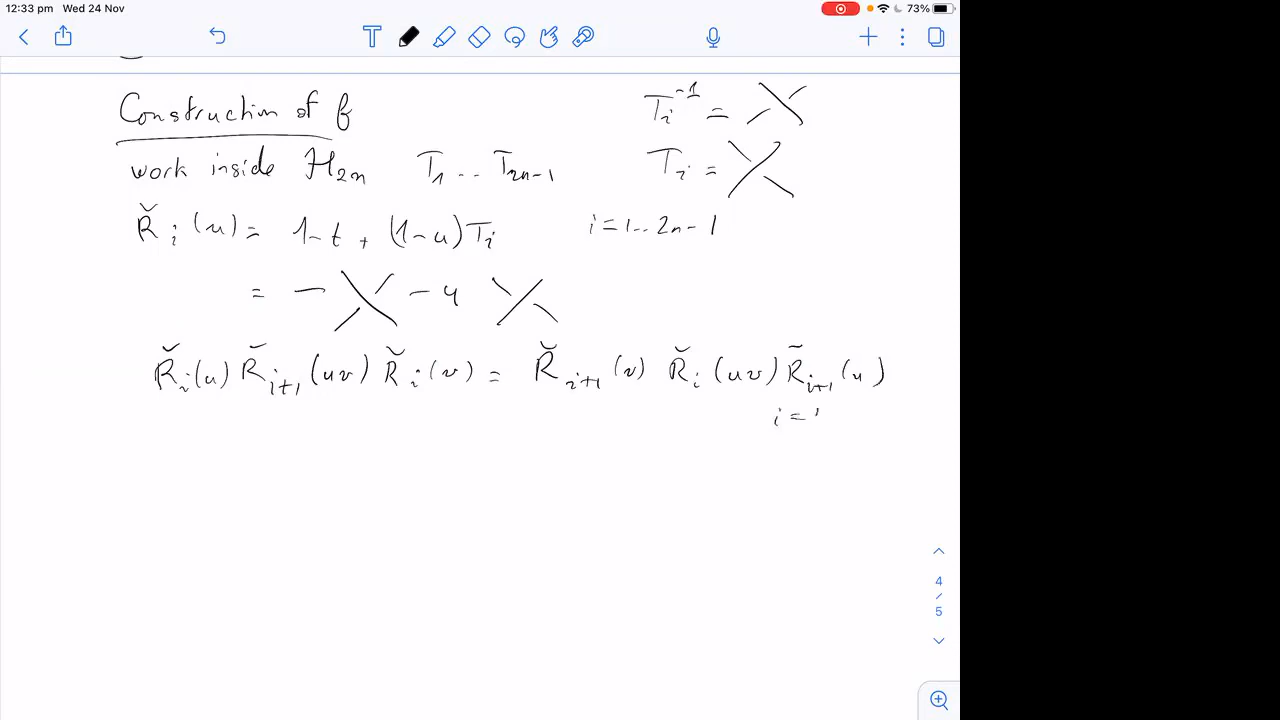 12:33 pm Wed 24 Nov 73%
Construction of β
T_i^{-1} =
work inside H_{2n} T_1 ... T_{2n-1}
T_i =
Ř_i(u) = 1-t + (1-u)T_i i=1..2n-1
= - - u
Ř_i(u) Ř_{i+1}(uv) Ř_i(v) = Ř_{i+1}(v) Ř_i(uv) Ř_{i+1}(u)
i =
4
/
5